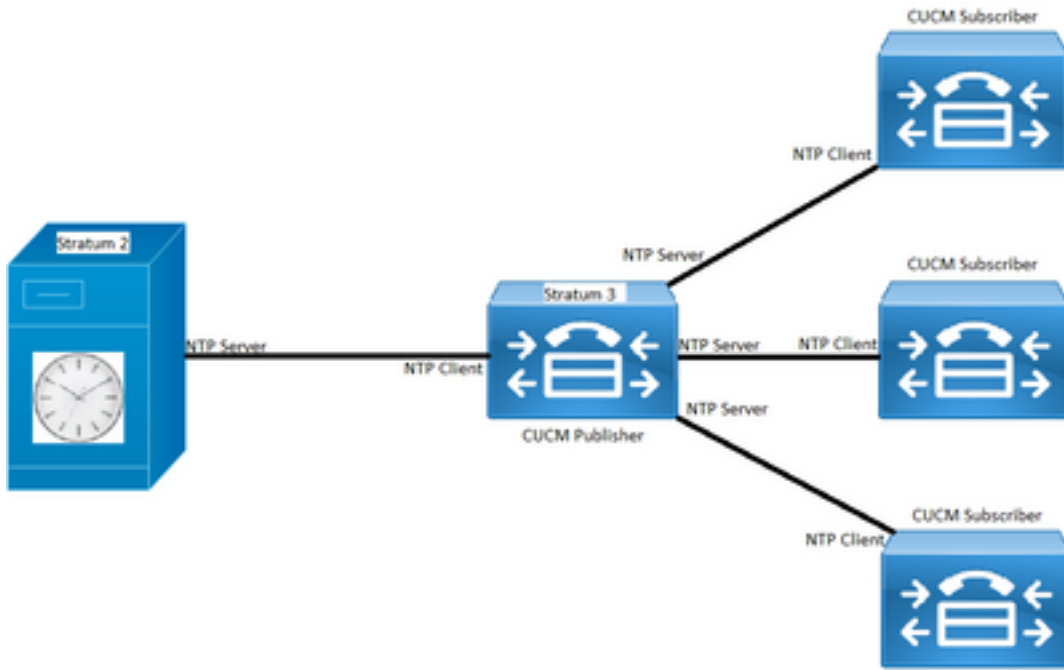 CUCM Subscriber
NTP Client
Stratum 2
NTP Server
CUCM Subscriber
Stratum 3
NTP Server
NTP Client
NTP Server
NTP Client
NTP Server
CUCM Publisher
CUCM Subscriber
NTP Client